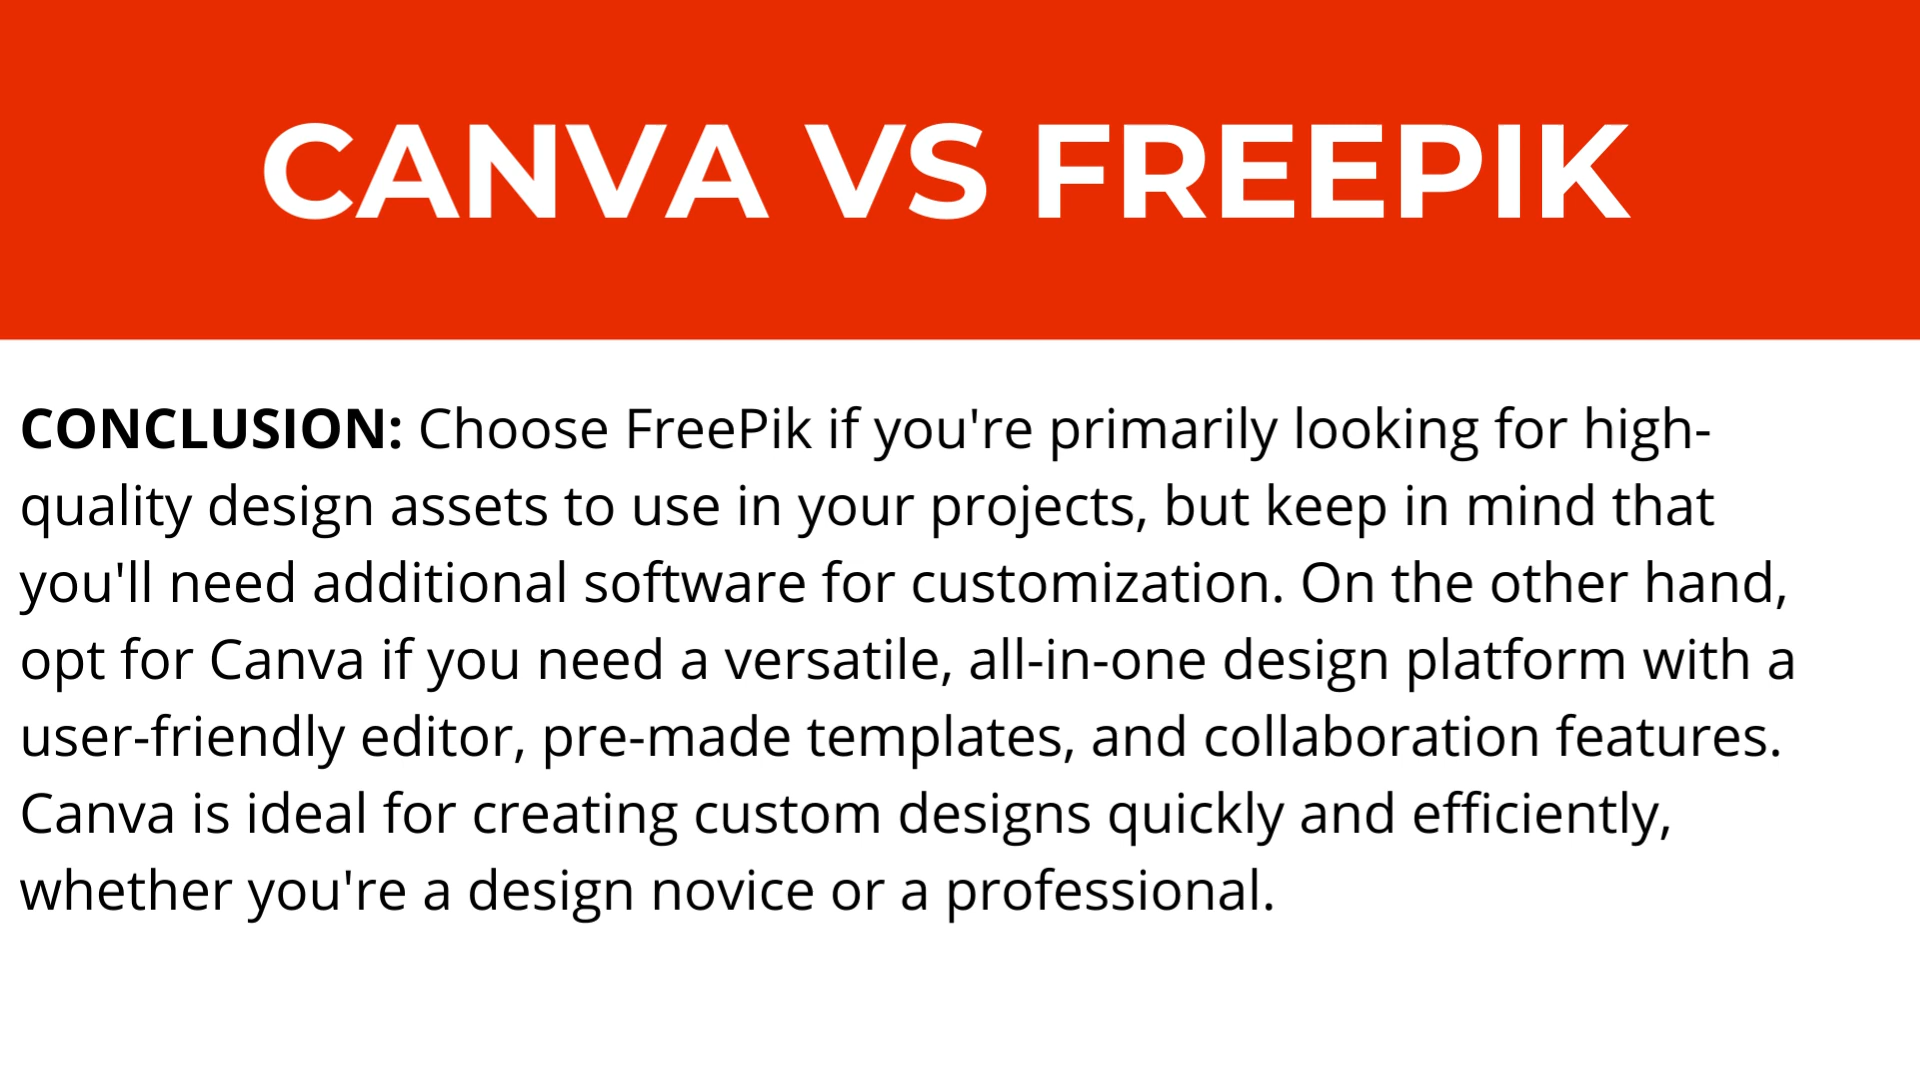 CANVA VS FREEPIK
CONCLUSION: Choose FreePik if you're primarily looking for high-
quality design assets to use in your projects, but keep in mind that
you'll need additional software for customization. On the other hand,
opt for Canva if you need a versatile, all-in-one design platform with a
user-friendly editor, pre-made templates, and collaboration features.
Canva is ideal for creating custom designs quickly and efficiently,
whether you're a design novice or a professional.